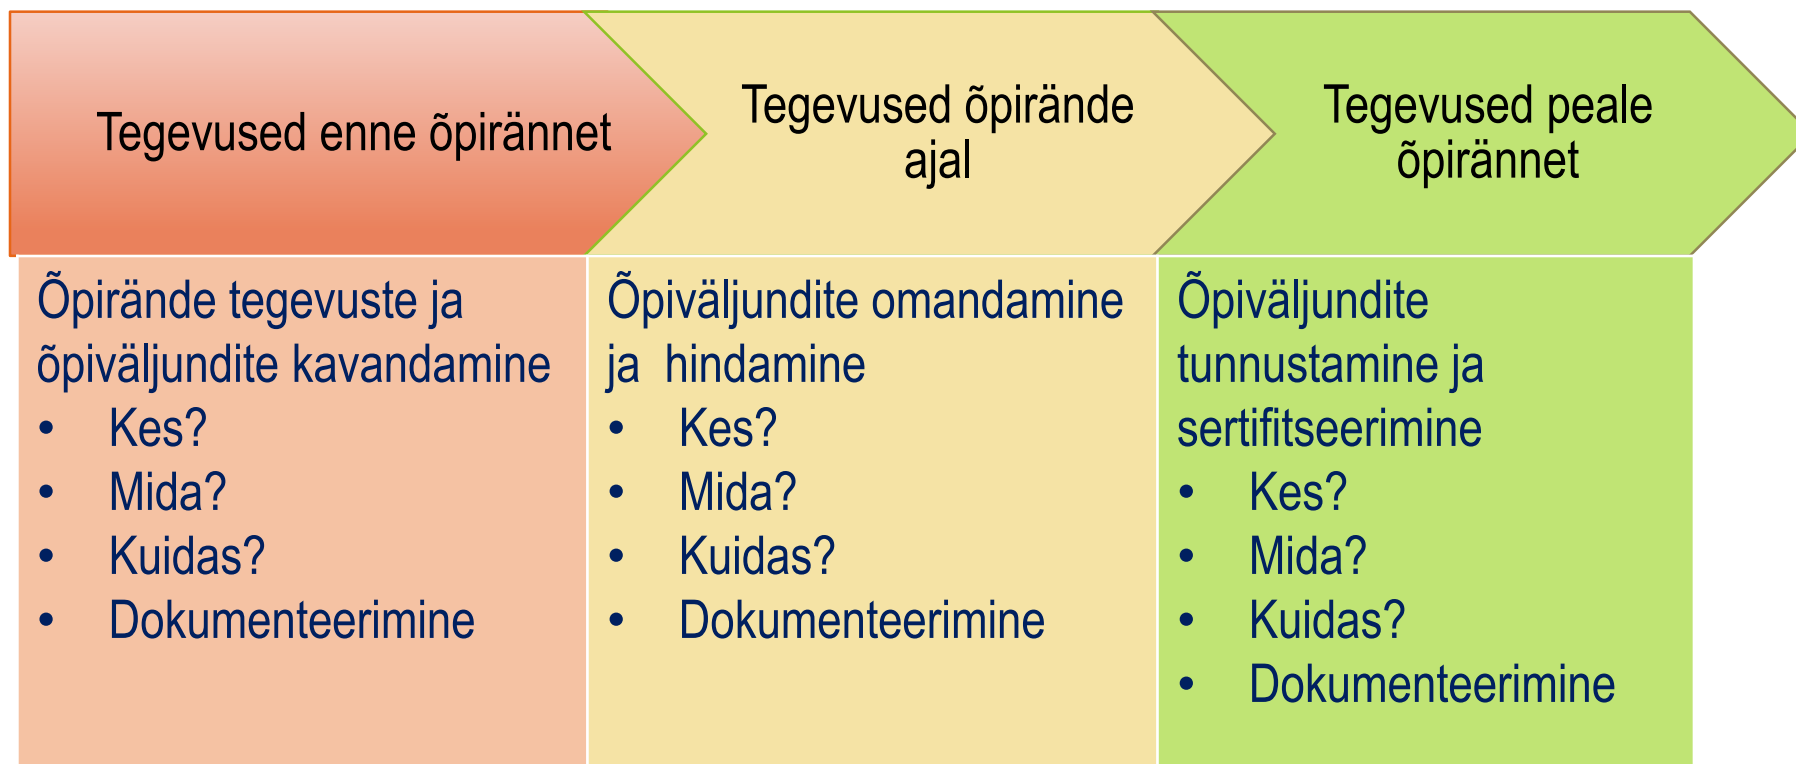 Tegevused enne õpirännet
Tegevused õpirände
ajal
Tegevused peale
õpirännet
Õpirände tegevuste ja
õpiväljundite kavandamine
• Kes?
• Mida?
• Kuidas?
• Dokumenteerimine
Õpiväljundite omandamine
ja hindamine
• Kes?
• Mida?
• Kuidas?
• Dokumenteerimine
Õpiväljundite
tunnustamine ja
sertifitseerimine
• Kes?
• Mida?
• Kuidas?
• Dokumenteerimine